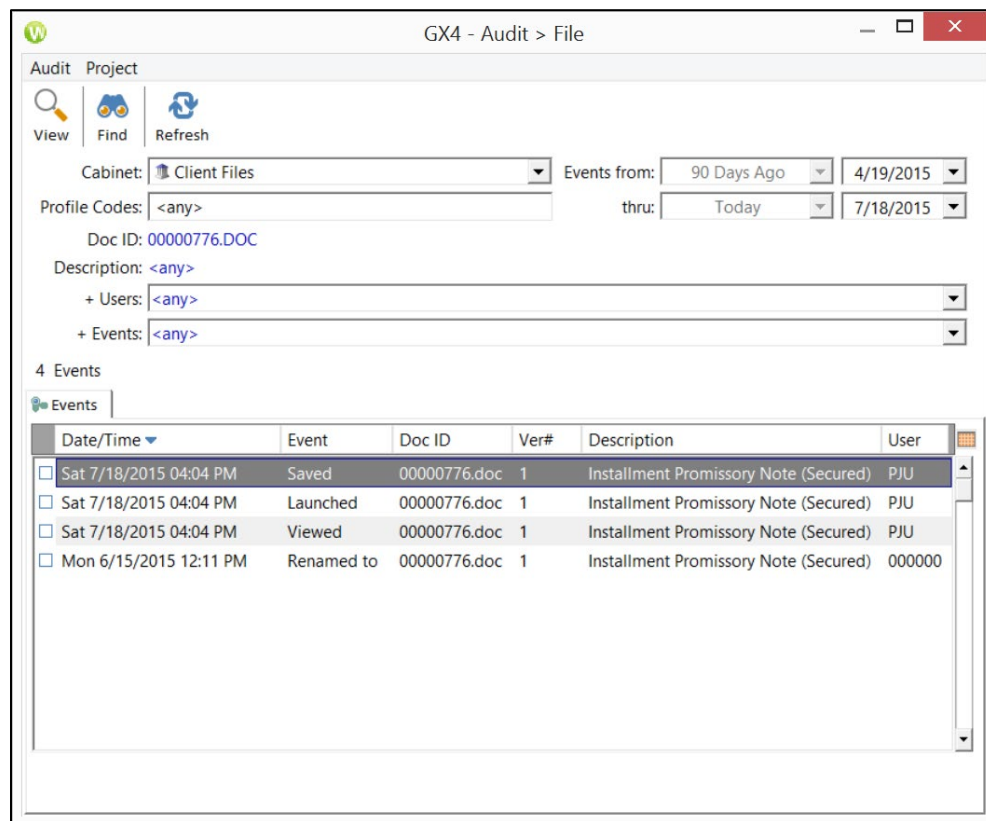 W GX4 - Audit > File
Audit Project
View Find Refresh
Cabinet: Client Files Events from: 90 Days Ago 4/19/2015
Profile Codes: <any> thru: Today 7/18/2015
Doc ID: 00000776.DOC
Description: <any>
+ Users: <any>
+ Events: <any>
4 Events
Events
Date/Time Event Doc ID Ver# Description User
Sat 7/18/2015 04:04 PM Saved 00000776.doc 1 Installment Promissory Note (Secured) PJU
Sat 7/18/2015 04:04 PM Launched 00000776.doc 1 Installment Promissory Note (Secured) PJU
Sat 7/18/2015 04:04 PM Viewed 00000776.doc 1 Installment Promissory Note (Secured) PJU
Mon 6/15/2015 12:11 PM Renamed to 00000776.doc 1 Installment Promissory Note (Secured) 000000